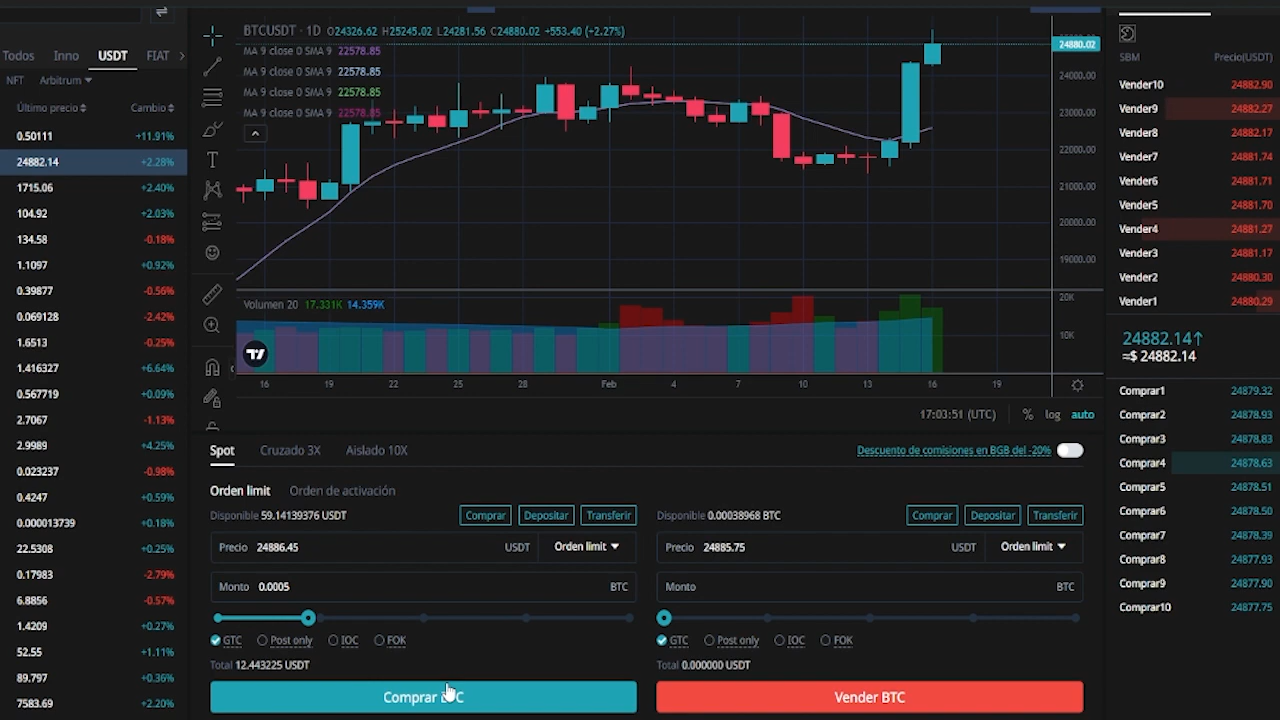 Todos Inno USDT FIAT
NFT Arbitrum
Último precio Cambio
0.50111 +11.91%
24882.14 +2.28%
1715.06 +2.40%
104.92 +2.03%
134.58 -0.18%
1.1097 +0.92%
0.39877 -0.56%
0.069128 -2.42%
1.6513 -0.25%
1.416327 +6.64%
0.567719 +0.09%
2.7067 -1.13%
2.9989 +4.25%
0.023237 -0.98%
0.4247 +0.59%
0.000013739 +0.18%
22.5308 +0.25%
0.17983 -2.79%
6.8856 -0.57%
1.4209 +0.27%
52.55 +1.11%
89.797 +0.36%
7583.69 +2.20%
BTCUSDT · 1D O24326.62 H25245.02 L24281.56 C24880.02 +553.40 (+2.27%)
MA 9 close 0 SMA 9 22578.85
MA 9 close 0 SMA 9 22578.85
MA 9 close 0 SMA 9 22578.85
MA 9 close 0 SMA 9 22578.85
24880.02
24000.00
23000.00
22000.00
21000.00
20000.00
19000.00
Volumen 20 17.331K 14.359K
20K
10K
16 19 22 25 28 Feb 4 7 10 13 16 19
17:03:51 (UTC) % log auto
Spot Cruzado 3X Aislado 10X
Descuento de comisiones en BGB del -20%
Orden limit Orden de activación
Disponible 59.14139376 USDT Comprar Depositar Transferir
Precio 24886.45 USDT Orden limit
Monto 0.0005 BTC
GTC Post only IOC FOK
Total 12.443225 USDT
Comprar BTC
Disponible 0.00038968 BTC Comprar Depositar Transferir
Precio 24885.75 USDT Orden limit
Monto BTC
GTC Post only IOC FOK
Total 0.000000 USDT
Vender BTC
SBM Precio(USDT)
Vender10 24882.90
Vender9 24882.27
Vender8 24882.17
Vender7 24881.74
Vender6 24881.71
Vender5 24881.70
Vender4 24881.27
Vender3 24881.17
Vender2 24880.30
Vender1 24880.29
24882.14↑
≈$ 24882.14
Comprar1 24879.32
Comprar2 24878.93
Comprar3 24878.83
Comprar4 24878.63
Comprar5 24878.51
Comprar6 24878.50
Comprar7 24878.39
Comprar8 24877.93
Comprar9 24877.90
Comprar10 24877.75